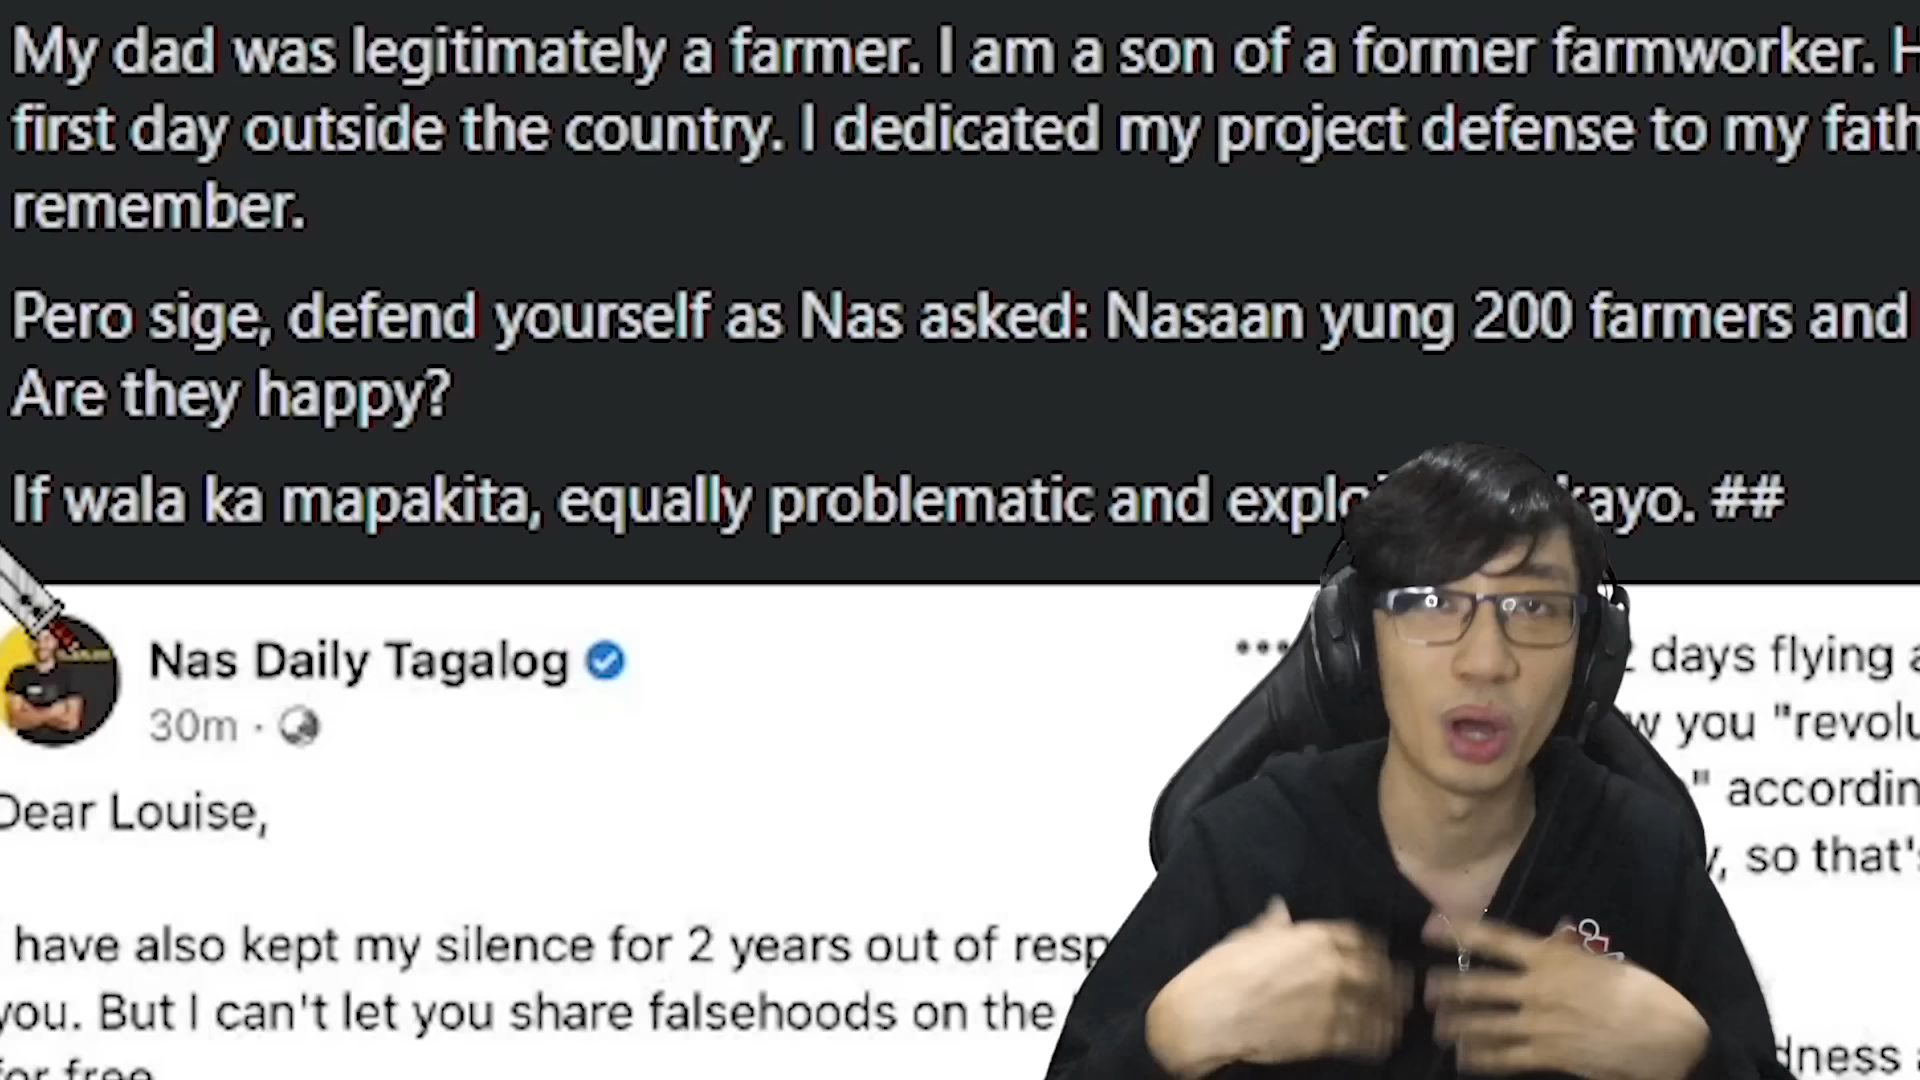 My dad was legitimately a farmer. I am a son of a former farmworker. H
first day outside the country. I dedicated my project defense to my fath
remember.
Pero sige, defend yourself as Nas asked: Nasaan yung 200 farmers and
Are they happy?
If wala ka mapakita, equally problematic and explo kayo. ##
Nas Daily Tagalog
30m ·
Dear Louise,
have also kept my silence for 2 years out of resp
you. But I can't let you share falsehoods on the
for free
days flying a
w you "revolu
" accordin
y, so that's
dness a